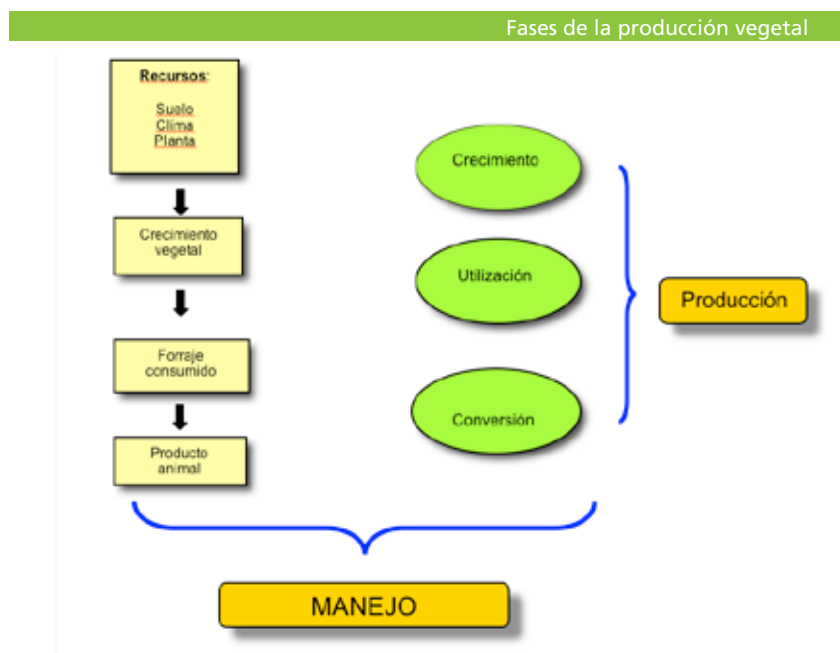 Fases de la producción vegetal
Recursos:
Suelo
Clima
Planta
Crecimiento
vegetal
Forraje
consumido
Producto
animal
Crecimiento
Utilización
Conversión
Producción
MANEJO